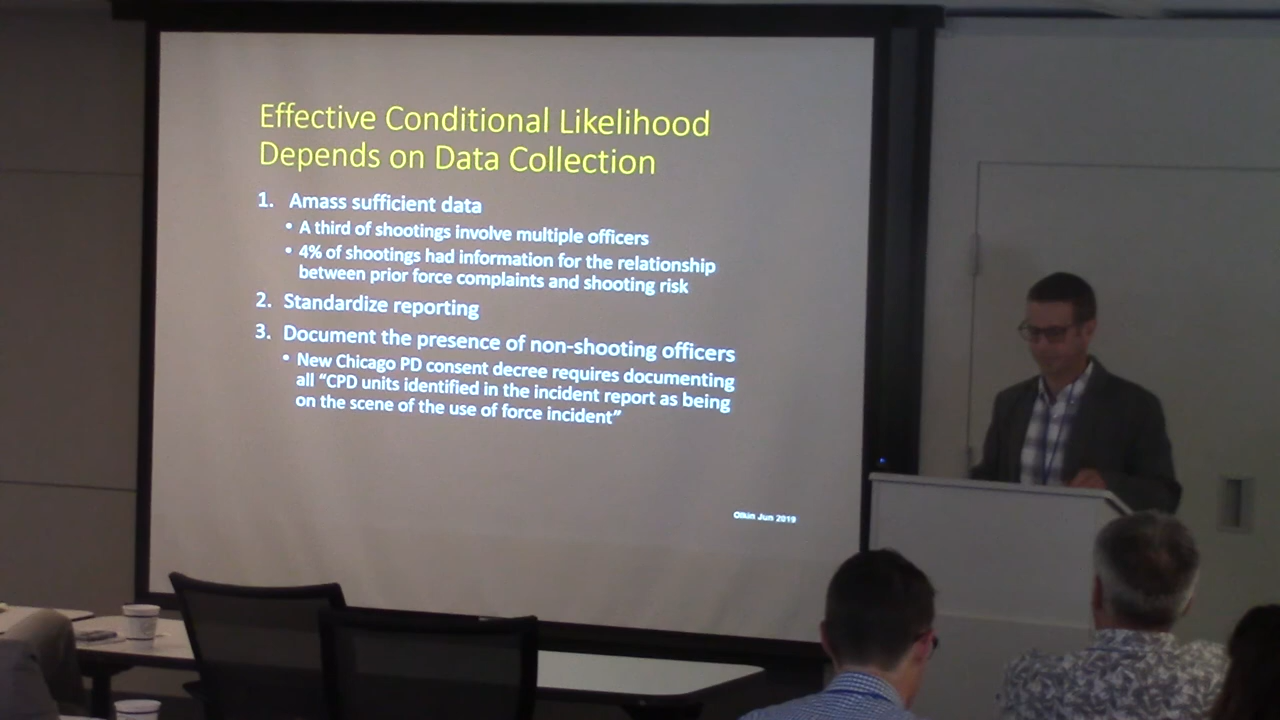 Effective Conditional Likelihood
Depends on Data Collection
1. Amass sufficient data
• A third of shootings involve multiple officers
• 4% of shootings had information for the relationship
between prior force complaints and shooting risk
2. Standardize reporting
3. Document the presence of non-shooting officers
• New Chicago PD consent decree requires documenting
all “CPD units identified in the incident report as being
on the scene of the use of force incident”
Olkin Jun 2019